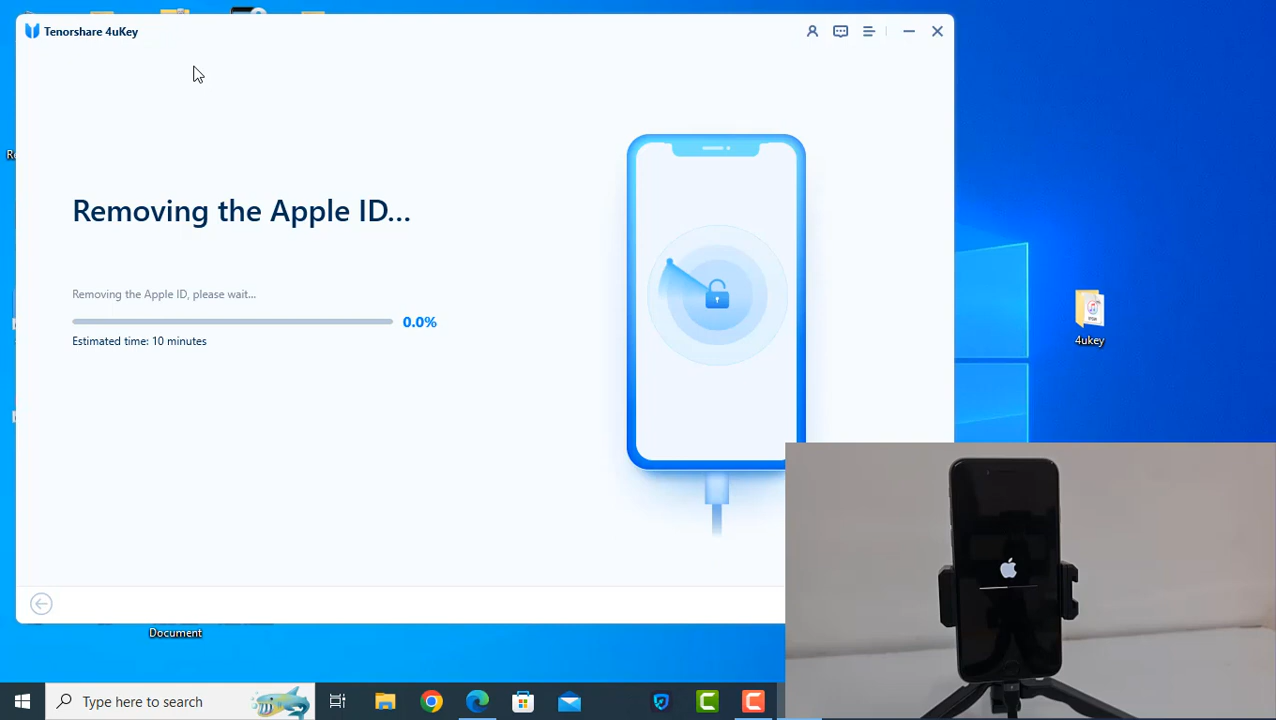 Tenorshare 4uKey
Removing the Apple ID...
Removing the Apple ID, please wait...
0.0%
Estimated time: 10 minutes
4ukey
Document
Type here to search